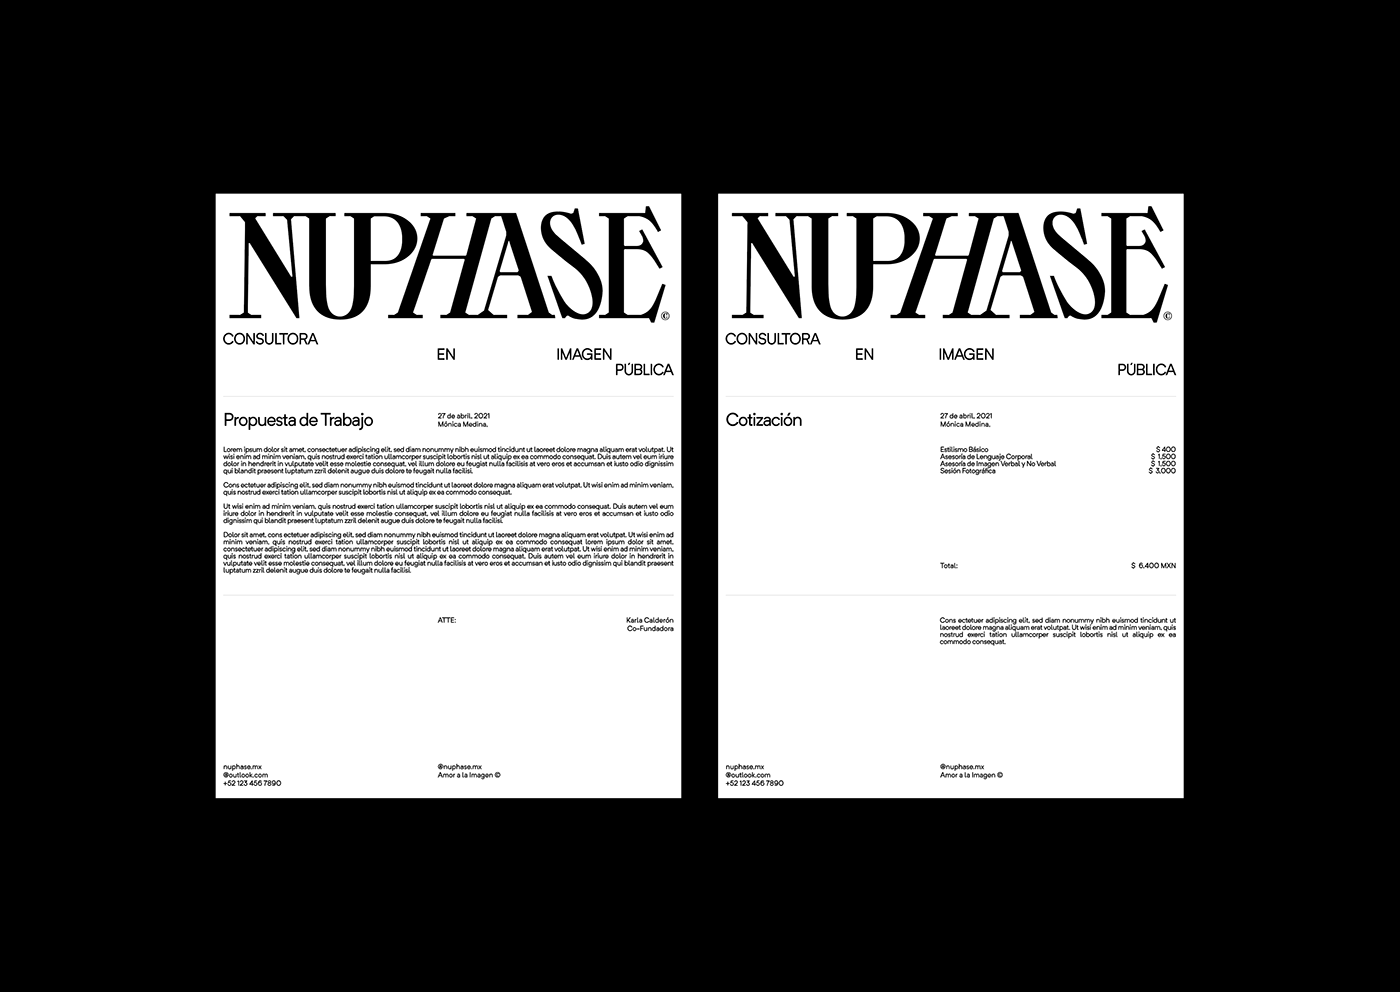 NUPHASE©
CONSULTORA
EN IMAGEN
PÚBLICA
Propuesta de Trabajo
27 de abril, 2021
Mónica Medina.
Lorem ipsum dolor sit amet, consectetuer adipiscing elit, sed diam nonummy nibh euismod tincidunt ut laoreet dolore magna aliquam erat volutpat. Ut
wisi enim ad minim veniam, quis nostrud exerci tation ullamcorper suscipit lobortis nisl ut aliquip ex ea commodo consequat. Duis autem vel eum iriure
dolor in hendrerit in vulputate velit esse molestie consequat, vel illum dolore eu feugiat nulla facilisis at vero eros et accumsan et iusto odio dignissim
qui blandit praesent luptatum zzril delenit augue duis dolore te feugait nulla facilisi.
Cons ectetuer adipiscing elit, sed diam nonummy nibh euismod tincidunt ut laoreet dolore magna aliquam erat volutpat. Ut wisi enim ad minim veniam,
quis nostrud exerci tation ullamcorper suscipit lobortis nisl ut aliquip ex ea commodo consequat.
Ut wisi enim ad minim veniam, quis nostrud exerci tation ullamcorper suscipit lobortis nisl ut aliquip ex ea commodo consequat. Duis autem vel eum
iriure dolor in hendrerit in vulputate velit esse molestie consequat, vel illum dolore eu feugiat nulla facilisis at vero eros et accumsan et iusto odio
dignissim qui blandit praesent luptatum zzril delenit augue duis dolore te feugait nulla facilisi.
Dolor sit amet, cons ectetuer adipiscing elit, sed diam nonummy nibh euismod tincidunt ut laoreet dolore magna aliquam erat volutpat. Ut wisi enim ad
minim veniam, quis nostrud exerci tation ullamcorper suscipit lobortis nisl ut aliquip ex ea commodo consequat lorem ipsum dolor sit amet,
consectetuer adipiscing elit, sed diam nonummy nibh euismod tincidunt ut laoreet dolore magna aliquam erat volutpat. Ut wisi enim ad minim veniam,
quis nostrud exerci tation ullamcorper suscipit lobortis nisl ut aliquip ex ea commodo consequat. Duis autem vel eum iriure dolor in hendrerit in
vulputate velit esse molestie consequat, vel illum dolore eu feugiat nulla facilisis at vero eros et accumsan et iusto odio dignissim qui blandit praesent
luptatum zzril delenit augue duis dolore te feugait nulla facilisi.
ATTE: Karla Calderón
Co-Fundadora
nuphase.mx
@outlook.com
+52 123 456 7890
@nuphase.mx
Amor a la Imagen ©
NUPHASE©
CONSULTORA
EN IMAGEN
PÚBLICA
Cotización
27 de abril, 2021
Mónica Medina.
Estilismo Básico $ 400
Asesoría de Lenguaje Corporal $ 1,500
Asesoría de Imagen Verbal y No Verbal $ 1,500
Sesión Fotográfica $ 3,000
Total: $ 6,400 MXN
Cons ectetuer adipiscing elit, sed diam nonummy nibh euismod tincidunt ut
laoreet dolore magna aliquam erat volutpat. Ut wisi enim ad minim veniam, quis
nostrud exerci tation ullamcorper suscipit lobortis nisl ut aliquip ex ea
commodo consequat.
nuphase.mx
@outlook.com
+52 123 456 7890
@nuphase.mx
Amor a la Imagen ©